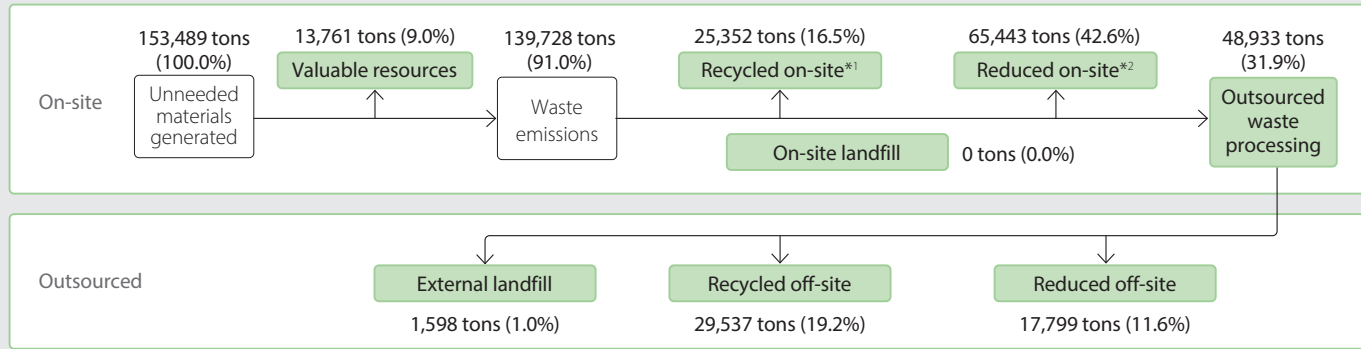 153,489 tons
(100.0%)
13,761 tons (9.0%)
139,728 tons
(91.0%)
25,352 tons (16.5%)
65,443 tons (42.6%)
48,933 tons
(31.9%)
On-site
Unneeded
materials
generated
Valuable resources
Waste
emissions
Recycled on-site*1
Reduced on-site*2
Outsourced
waste
processing
On-site landfill
0 tons (0.0%)
Outsourced
External landfill
Recycled off-site
Reduced off-site
1,598 tons (1.0%)
29,537 tons (19.2%)
17,799 tons (11.6%)